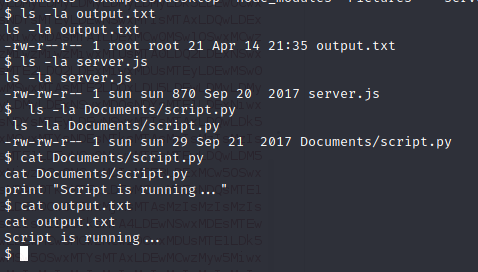 $ ls -la output.txt
ls -la output.txt
-rw-r--r-- 1 root root 21 Apr 14 21:35 output.txt
$ ls -la server.js
ls -la server.js
-rw-rw-r-- 1 sun sun 870 Sep 20  2017 server.js
$  ls -la Documents/script.py
 ls -la Documents/script.py
-rw-rw-r-- 1 sun sun 29 Sep 21  2017 Documents/script.py
$ cat Documents/script.py
cat Documents/script.py
print "Script is running..."
$ cat output.txt
cat output.txt
Script is running...
$